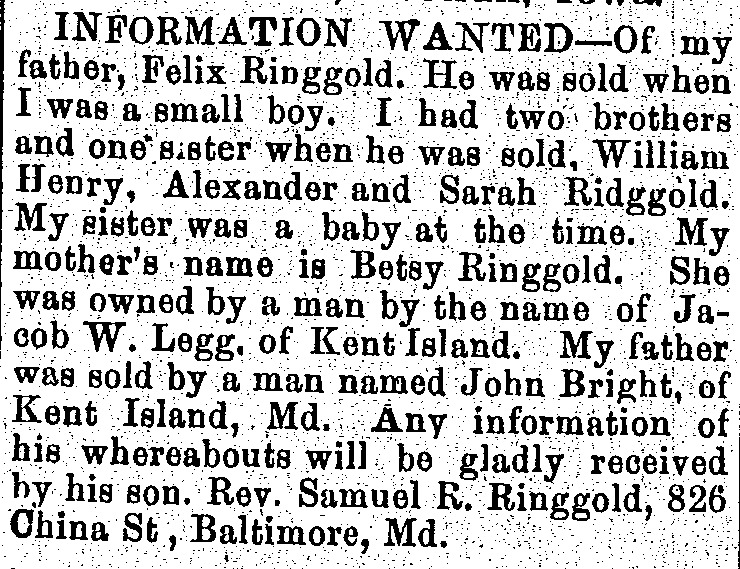 Iowa.
INFORMATION WANTED—Of my
father, Felix Ringgold. He was sold when
I was a small boy. I had two brothers
and one sister when he was sold, William
Henry, Alexander and Sarah Ridggold.
My sister was a baby at the time. My
mother's name is Betsy Ringgold. She
was owned by a man by the name of Ja-
cob W. Legg, of Kent Island. My father
was sold by a man named John Bright, of
Kent Island, Md. Any information of
his whereabouts will be gladly received
by his son. Rev. Samuel R. Ringgold, 826
China St, Baltimore, Md.